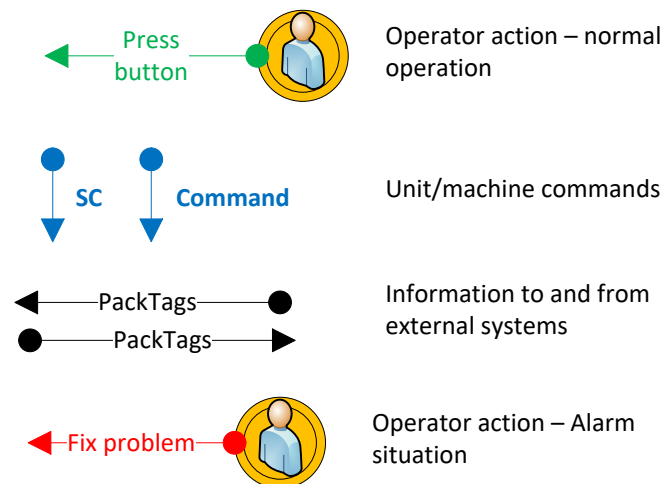 Press
button
Operator action – normal
operation
SC
Command
Unit/machine commands
PackTags
PackTags
Information to and from
external systems
Fix problem
Operator action – Alarm
situation